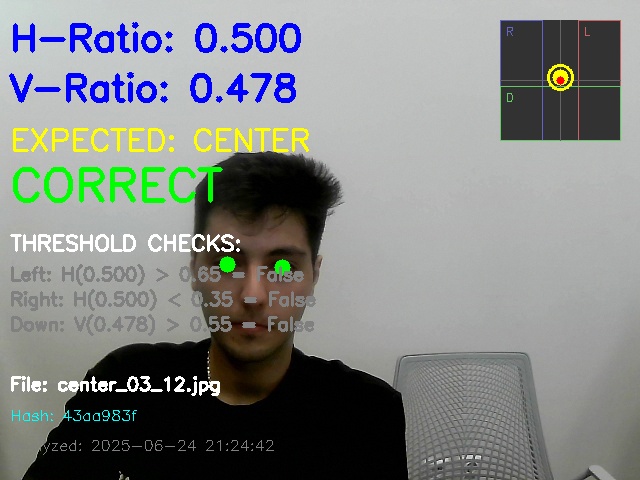 H-Ratio: 0.500
V-Ratio: 0.478
EXPECTED: CENTER
CORRECT
THRESHOLD CHECKS:
Left: H(0.500) > 0.65 = False
Right: H(0.500) < 0.35 = False
Down: V(0.478) > 0.55 = False
File: center_03_12.jpg
Hash: 43aa983f
yzed: 2025-06-24 21:24:42
R
L
D